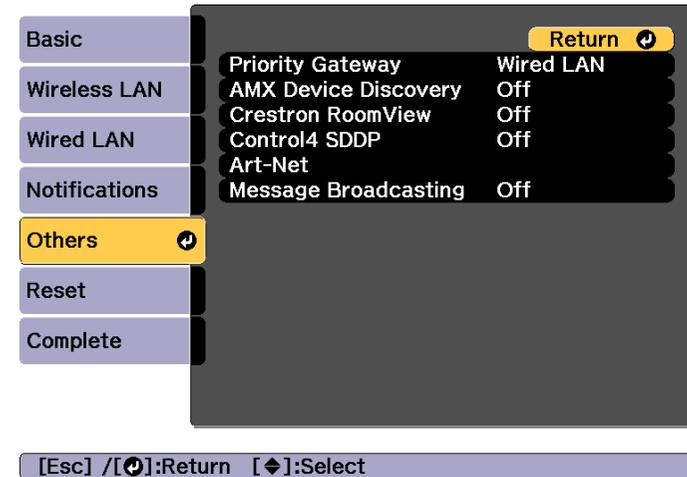 Basic
Wireless LAN
Wired LAN
Notifications
Others
Reset
Complete
Return
Priority Gateway Wired LAN
AMX Device Discovery Off
Crestron RoomView Off
Control4 SDDP Off
Art-Net
Message Broadcasting Off
[Esc] /[⏎]:Return [◆]:Select